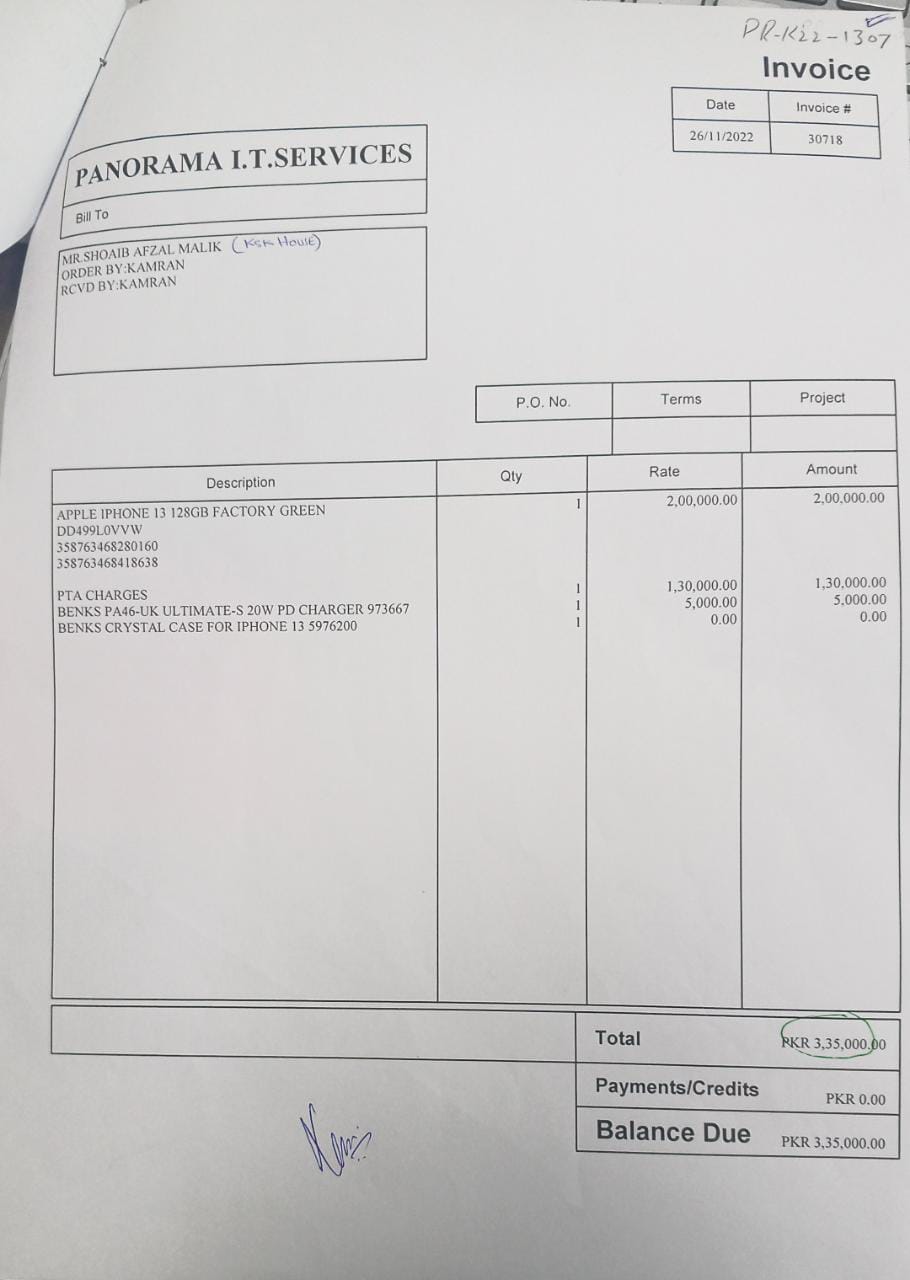 PR-K22-1307
Invoice
Date Invoice #
26/11/2022 30718
PANORAMA I.T.SERVICES
Bill To
MR.SHOAIB AFZAL MALIK (KSK House)
ORDER BY:KAMRAN
RCVD BY:KAMRAN
P.O. No. Terms Project
Description Qty Rate Amount
APPLE IPHONE 13 128GB FACTORY GREEN 1 2,00,000.00 2,00,000.00
DD499L0VVW
358763468280160
358763468418638
PTA CHARGES 1 1,30,000.00 1,30,000.00
BENKS PA46-UK ULTIMATE-S 20W PD CHARGER 973667 1 5,000.00 5,000.00
BENKS CRYSTAL CASE FOR IPHONE 13 5976200 1 0.00 0.00
Total PKR 3,35,000.00
Payments/Credits PKR 0.00
Balance Due PKR 3,35,000.00